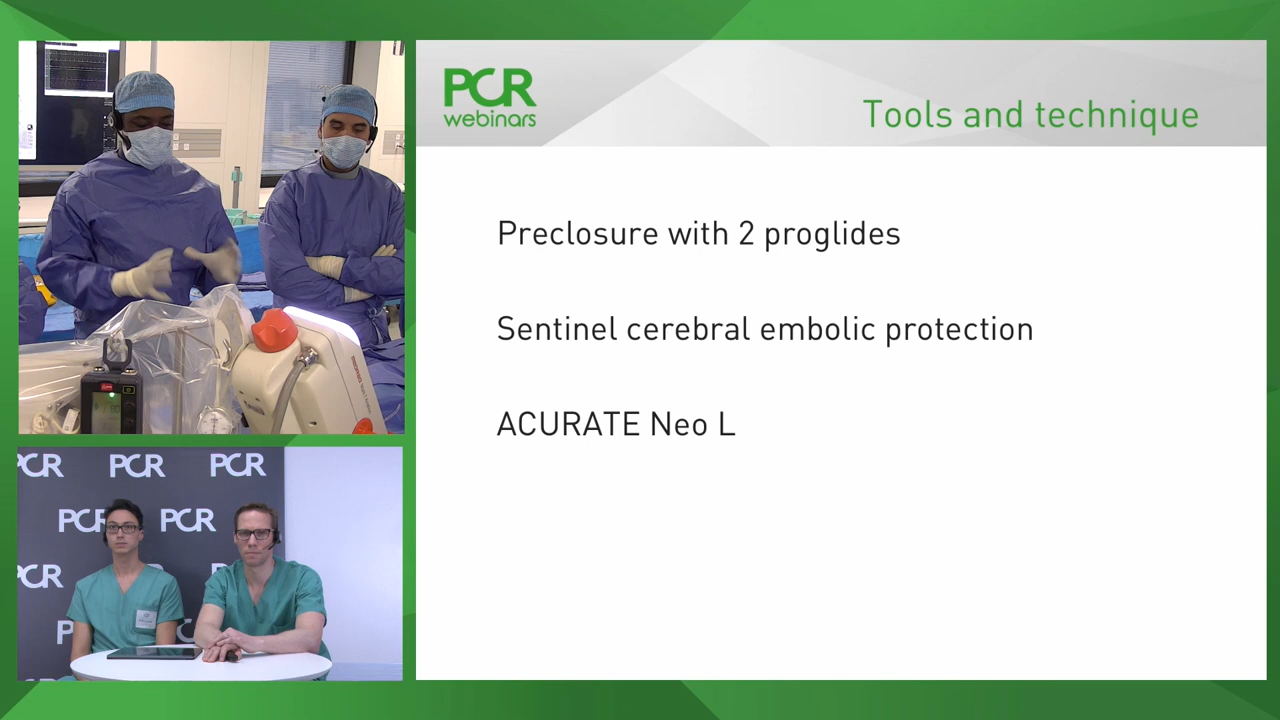 PCR
webinars
Tools and technique
Preclosure with 2 proglides
Sentinel cerebral embolic protection
ACURATE Neo L
PCR PCR PCR
PCR PCR
PCR